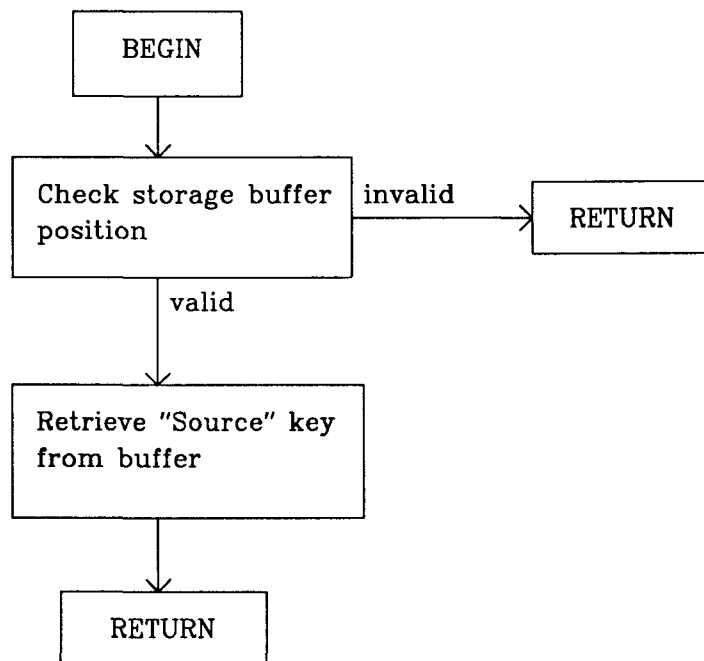 BEGIN
Check storage buffer
position
invalid
RETURN
valid
Retrieve "Source" key
from buffer
RETURN